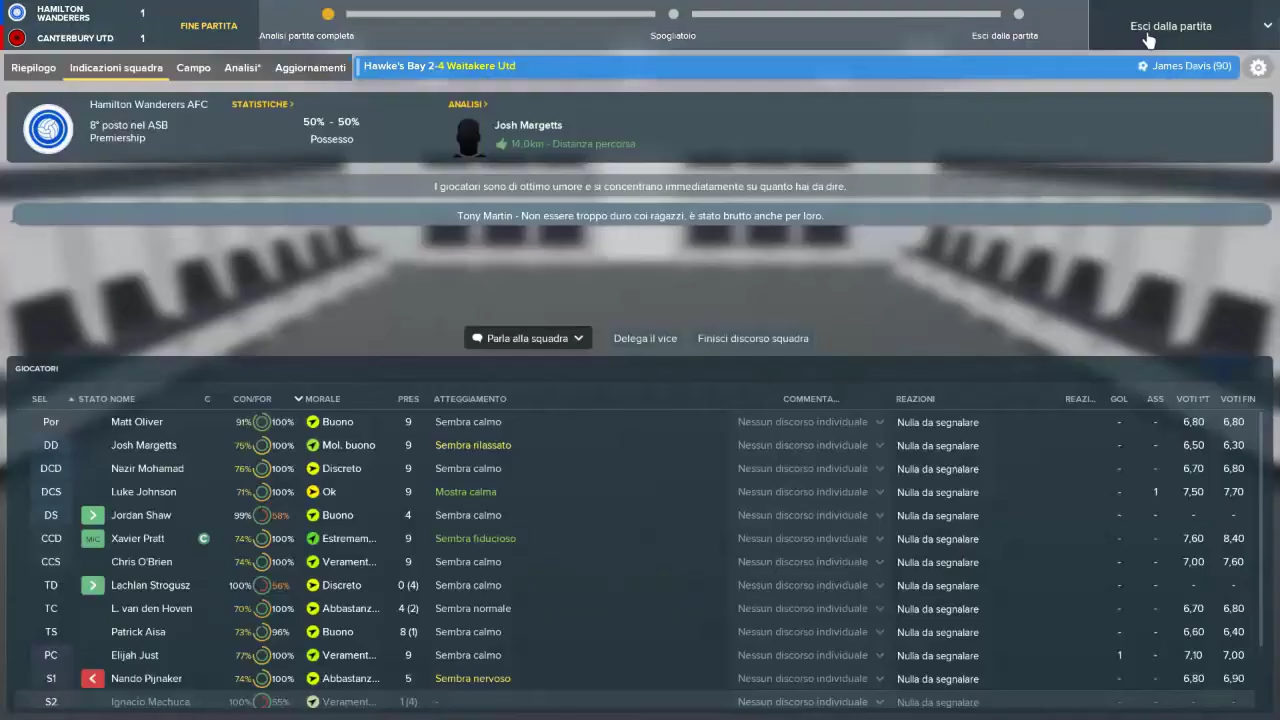 HAMILTON WANDERERS 1
CANTERBURY UTD 1
FINE PARTITA
Analisi partita completa
Spogliatoio
Esci dalla partita
Esci dalla partita
Riepilogo Indicazioni squadra Campo Analisi* Aggiornamenti
Hawke's Bay 2-4 Waitakere Utd James Davis (90)
Hamilton Wanderers AFC
8° posto nel ASB Premiership
STATISTICHE >
50% - 50%
Possesso
ANALISI >
Josh Margetts
14,0km - Distanza percorsa
I giocatori sono di ottimo umore e si concentrano immediatamente su quanto hai da dire.
Tony Martin - Non essere troppo duro coi ragazzi, è stato brutto anche per loro.
Parla alla squadra Delega il vice Finisci discorso squadra
GIOCATORI
SEL STATO NOME C CON/FOR MORALE PRES ATTEGGIAMENTO COMMENTA... REAZIONI REAZI... GOL ASS VOTI 1°T VOTI FIN
Por Matt Oliver 91% 100% Buono 9 Sembra calmo Nessun discorso individuale Nulla da segnalare - - 6,80 6,80
DD Josh Margetts 75% 100% Mol. buono 9 Sembra rilassato Nessun discorso individuale Nulla da segnalare - - 6,50 6,30
DCD Nazir Mohamad 76% 100% Discreto 9 Sembra calmo Nessun discorso individuale Nulla da segnalare - - 6,70 6,80
DCS Luke Johnson 71% 100% Ok 9 Mostra calma Nessun discorso individuale Nulla da segnalare - 1 7,50 7,70
DS Jordan Shaw 99% 58% Buono 4 Sembra calmo Nessun discorso individuale Nulla da segnalare - - - -
CCD MIC Xavier Pratt C 74% 100% Estremam... 9 Sembra fiducioso Nessun discorso individuale Nulla da segnalare - - 7,60 8,40
CCS Chris O'Brien 74% 100% Verament... 9 Sembra calmo Nessun discorso individuale Nulla da segnalare - - 7,00 7,60
TD Lachlan Strogusz 100% 56% Discreto 0 (4) Sembra calmo Nessun discorso individuale Nulla da segnalare - - - -
TC L. van den Hoven 70% 100% Abbastanz... 4 (2) Sembra normale Nessun discorso individuale Nulla da segnalare - - 6,70 6,80
TS Patrick Aisa 73% 96% Buono 8 (1) Sembra calmo Nessun discorso individuale Nulla da segnalare - - 6,60 6,40
PC Elijah Just 77% 100% Verament... 9 Sembra calmo Nessun discorso individuale Nulla da segnalare 1 - 7,10 7,00
S1 Nando Pijnaker 74% 100% Abbastanz... 5 Sembra nervoso Nessun discorso individuale Nulla da segnalare - - 6,80 6,90
S2 Ignacio Machuca 100% 55% Verament... 1 (4) - Nessun discorso individuale Nulla da segnalare - - - -